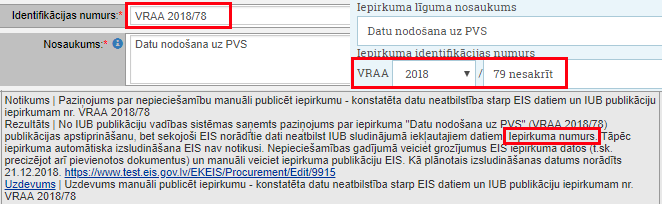 Identifikācijas numurs:* VRAA 2018/78
Nosaukums:* Datu nodošana uz PVS
Iepirkuma līguma nosaukums
Datu nodošana uz PVS
Iepirkuma identifikācijas numurs
VRAA 2018 / 79 nesakrīt
Notikums | Paziņojums par nepieciešamību manuāli publicēt iepirkumu - konstatēta datu neatbilstība starp EIS datiem un IUB publikāciju
iepirkumam nr. VRAA 2018/78
Rezultāts | No IUB publikāciju vadības sistēmas saņemts paziņojums par iepirkuma "Datu nodošana uz PVS" (VRAA 2018/78)
publikācijas apstiprināšanu, bet sekojoši EIS norādītie dati neatbilst IUB sludinājumā iekļautajiem datiem: Iepirkuma numurs. Tāpēc
iepirkuma automātiska izsludināšana EIS nav notikusi. Nepieciešamības gadījumā veiciet grozījumus EIS iepirkuma datos (t.sk.
precizējot arī pievienotos dokumentus) un manuāli veiciet iepirkuma publikāciju EIS. Kā plānotais izsludināšanas datums norādīts
21.12.2018. https://www.test.eis.gov.lv/EKEIS/Procurement/Edit/9915
Uzdevums | Uzdevums manuāli publicēt iepirkumu - konstatēta datu neatbilstība starp EIS datiem un IUB publikāciju iepirkumam nr.
VRAA 2018/78